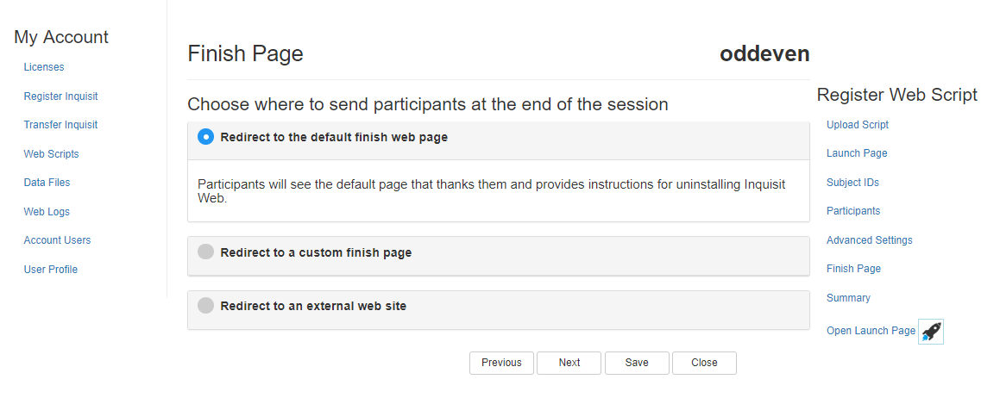 My Account
Licenses
Register Inquisit
Transfer Inquisit
Web Scripts
Data Files
Web Logs
Account Users
User Profile
Finish Page
oddeven
Choose where to send participants at the end of the session
Redirect to the default finish web page
Participants will see the default page that thanks them and provides instructions for uninstalling Inquisit
Web.
Redirect to a custom finish page
Redirect to an external web site
Previous
Next
Save
Close
Register Web Script
Upload Script
Launch Page
Subject IDs
Participants
Advanced Settings
Finish Page
Summary
Open Launch Page